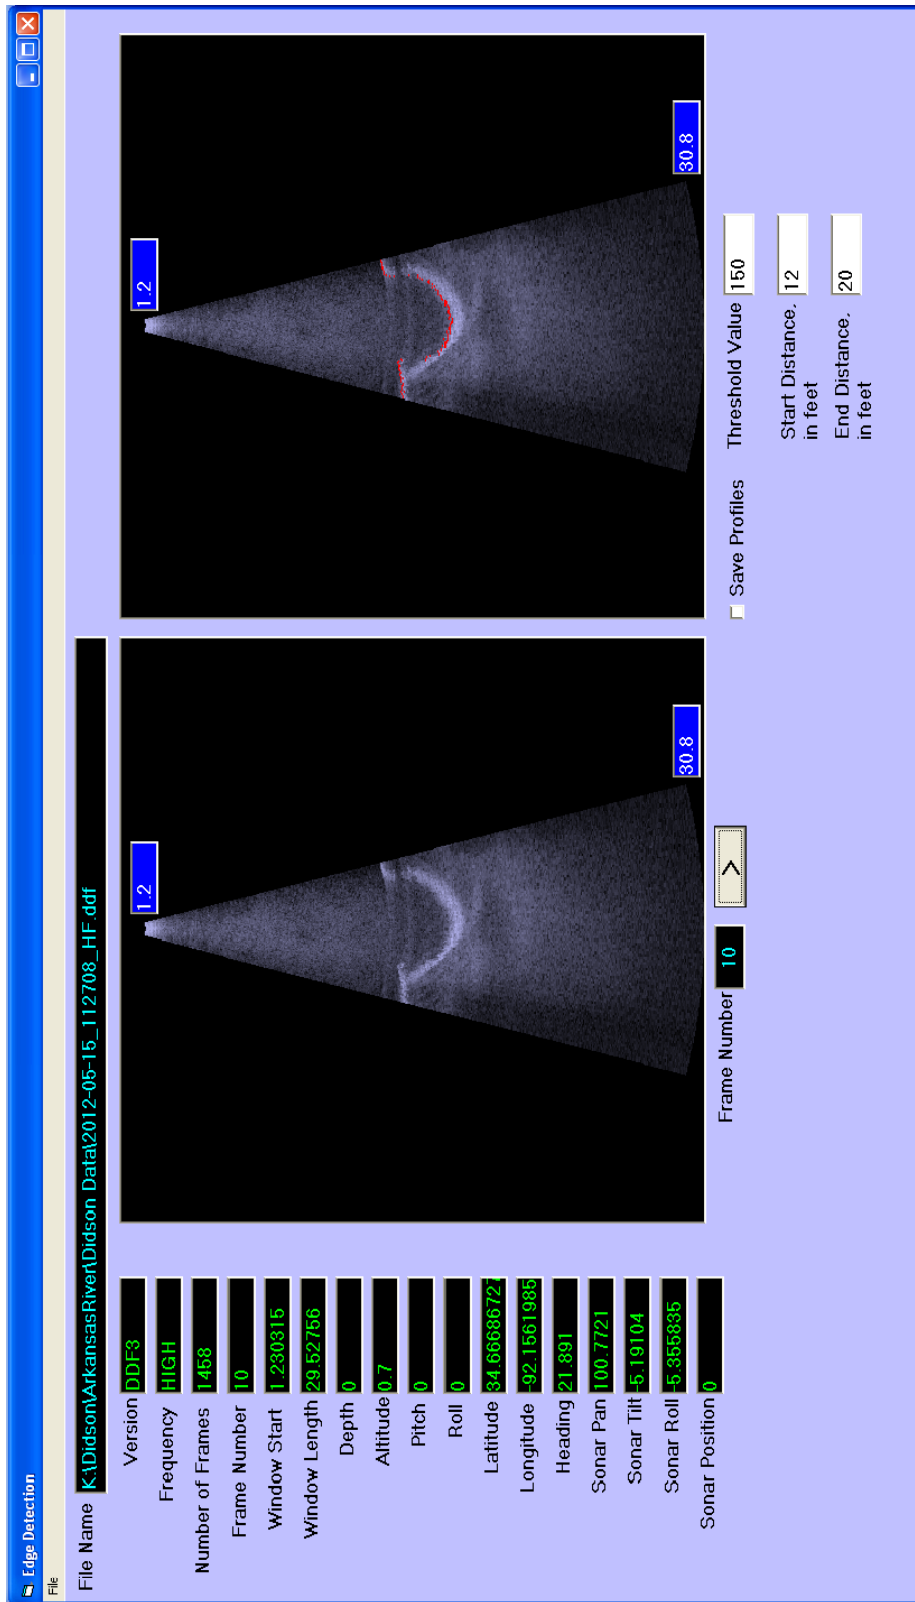 Edge Detection
File
File Name K:\Didson\ArkansasRiver\Didson Data\2012-05-15_112708_HF.ddf
Version DDF3
Frequency HIGH
Number of Frames 1458
Frame Number 10
Window Start 1.230315
Window Length 29.52756
Depth 0
Altitude 0.7
Pitch 0
Roll 0
Latitude 34.66686727
Longitude -92.1561985
Heading 21.891
Sonar Pan 100.7721
Sonar Tilt -5.19104
Sonar Roll -5.355835
Sonar Position 0
1.2
30.8
Frame Number 10 >
1.2
30.8
Save Profiles Threshold Value 150
Start Distance, 12
in feet
End Distance, 20
in feet